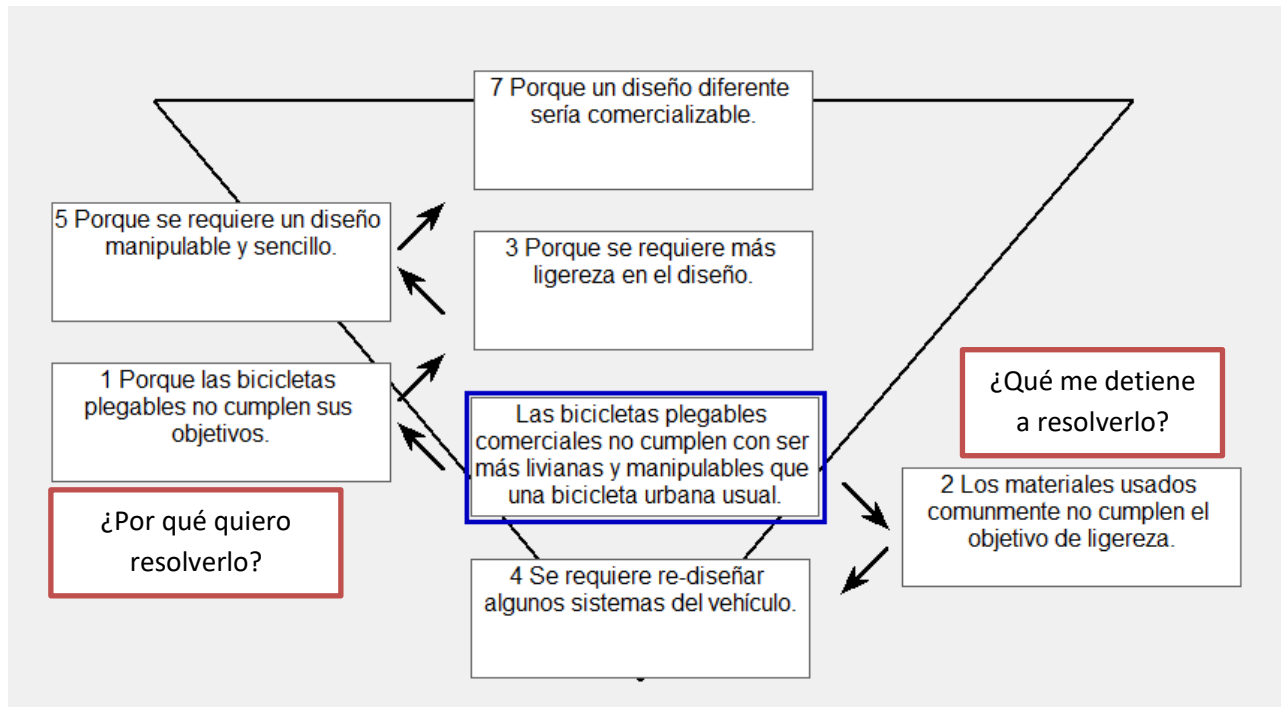 7 Porque un diseño diferente
sería comercializable.
5 Porque se requiere un diseño
manipulable y sencillo.
3 Porque se requiere más
ligereza en el diseño.
1 Porque las bicicletas
plegables no cumplen sus
objetivos.
Las bicicletas plegables
comerciales no cumplen con ser
más livianas y manipulables que
una bicicleta urbana usual.
¿Qué me detiene
a resolverlo?
2 Los materiales usados
comunmente no cumplen el
objetivo de ligereza.
¿Por qué quiero
resolverlo?
4 Se requiere re-diseñar
algunos sistemas del vehículo.